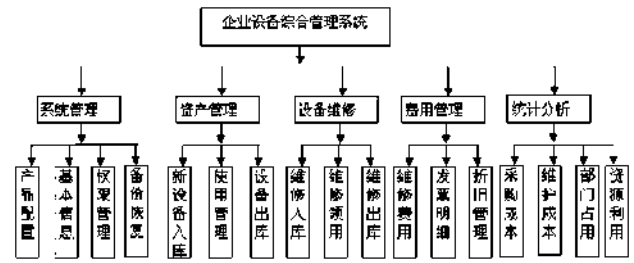 企业设备综合管理系统
系统管理
资产管理
设备维修
费用管理
统计分析
产品配置
基本信息
权限管理
备份恢复
新设备入库
使用管理
设备出库
维修入库
维修领用
维修出库
维修费用
发票明细
折旧管理
采购成本
维护成本
部门占用
资源利用